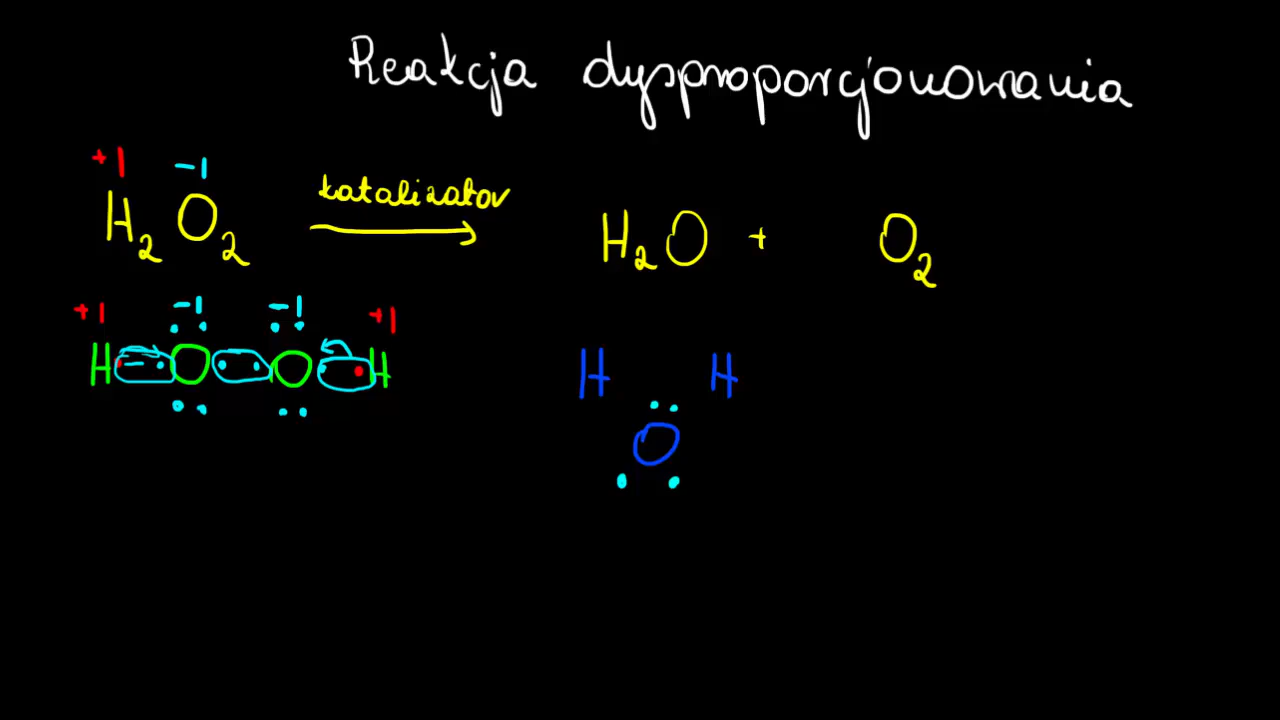 Reakcja dysproporcjonowania
+1 -1
katalizator
H2O2 → H2O + O2
+1 -1 -1 +1
H O O H
H H
O